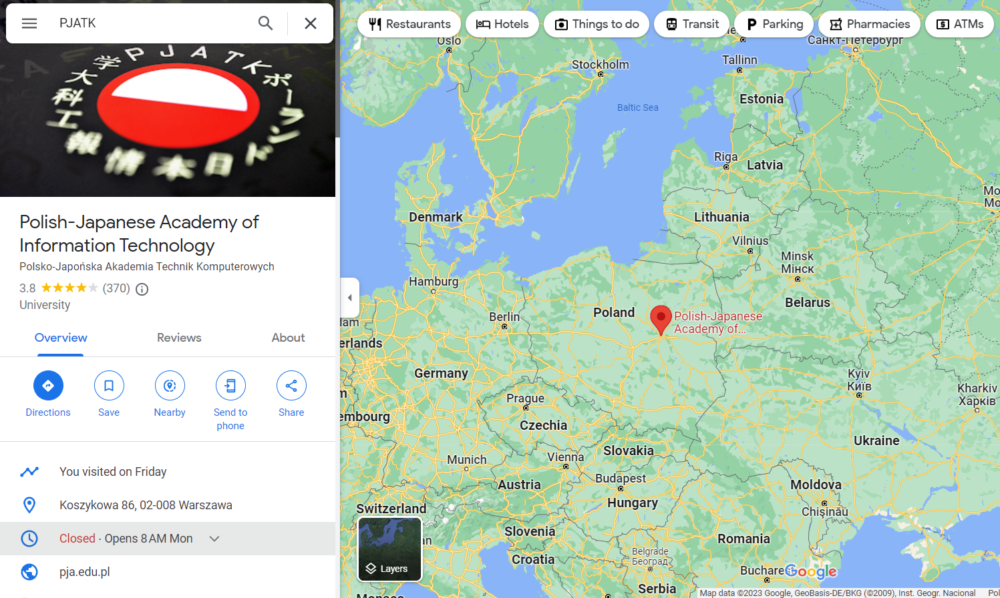 PJATK
PJATK
ポーランド日本情報工科大学
Polish-Japanese Academy of
Information Technology
Polsko-Japońska Akademia Technik Komputerowych
3.8 (370)
University
Overview Reviews About
Directions Save Nearby Send to phone Share
You visited on Friday
Koszykowa 86, 02-008 Warszawa
Closed · Opens 8 AM Mon
pja.edu.pl
Restaurants Hotels Things to do Transit Parking Pharmacies ATMs
Oslo
Санкт-Петербург
Stockholm
Tallinn
Estonia
Baltic Sea
Riga
Latvia
Denmark
Lithuania
Vilnius
Minsk
Мінск
Hamburg
Belarus
Berlin
Poland
Polish-Japanese
Academy of...
erlands
Germany
Kyiv
Київ
Kharkiv
Харків
Prague
embourg
Czechia
Ukraine
Slovakia
Munich
Vienna
Budapest
Austria
Moldova
Hungary
Switzerland
Chișinău
Slovenia
Romania
Belgrade
Београд
Croatia
Layers
Buchare
Google
Serbia
Map data ©2023 Google, GeoBasis-DE/BKG (©2009), Inst. Geogr. Nacional Pol